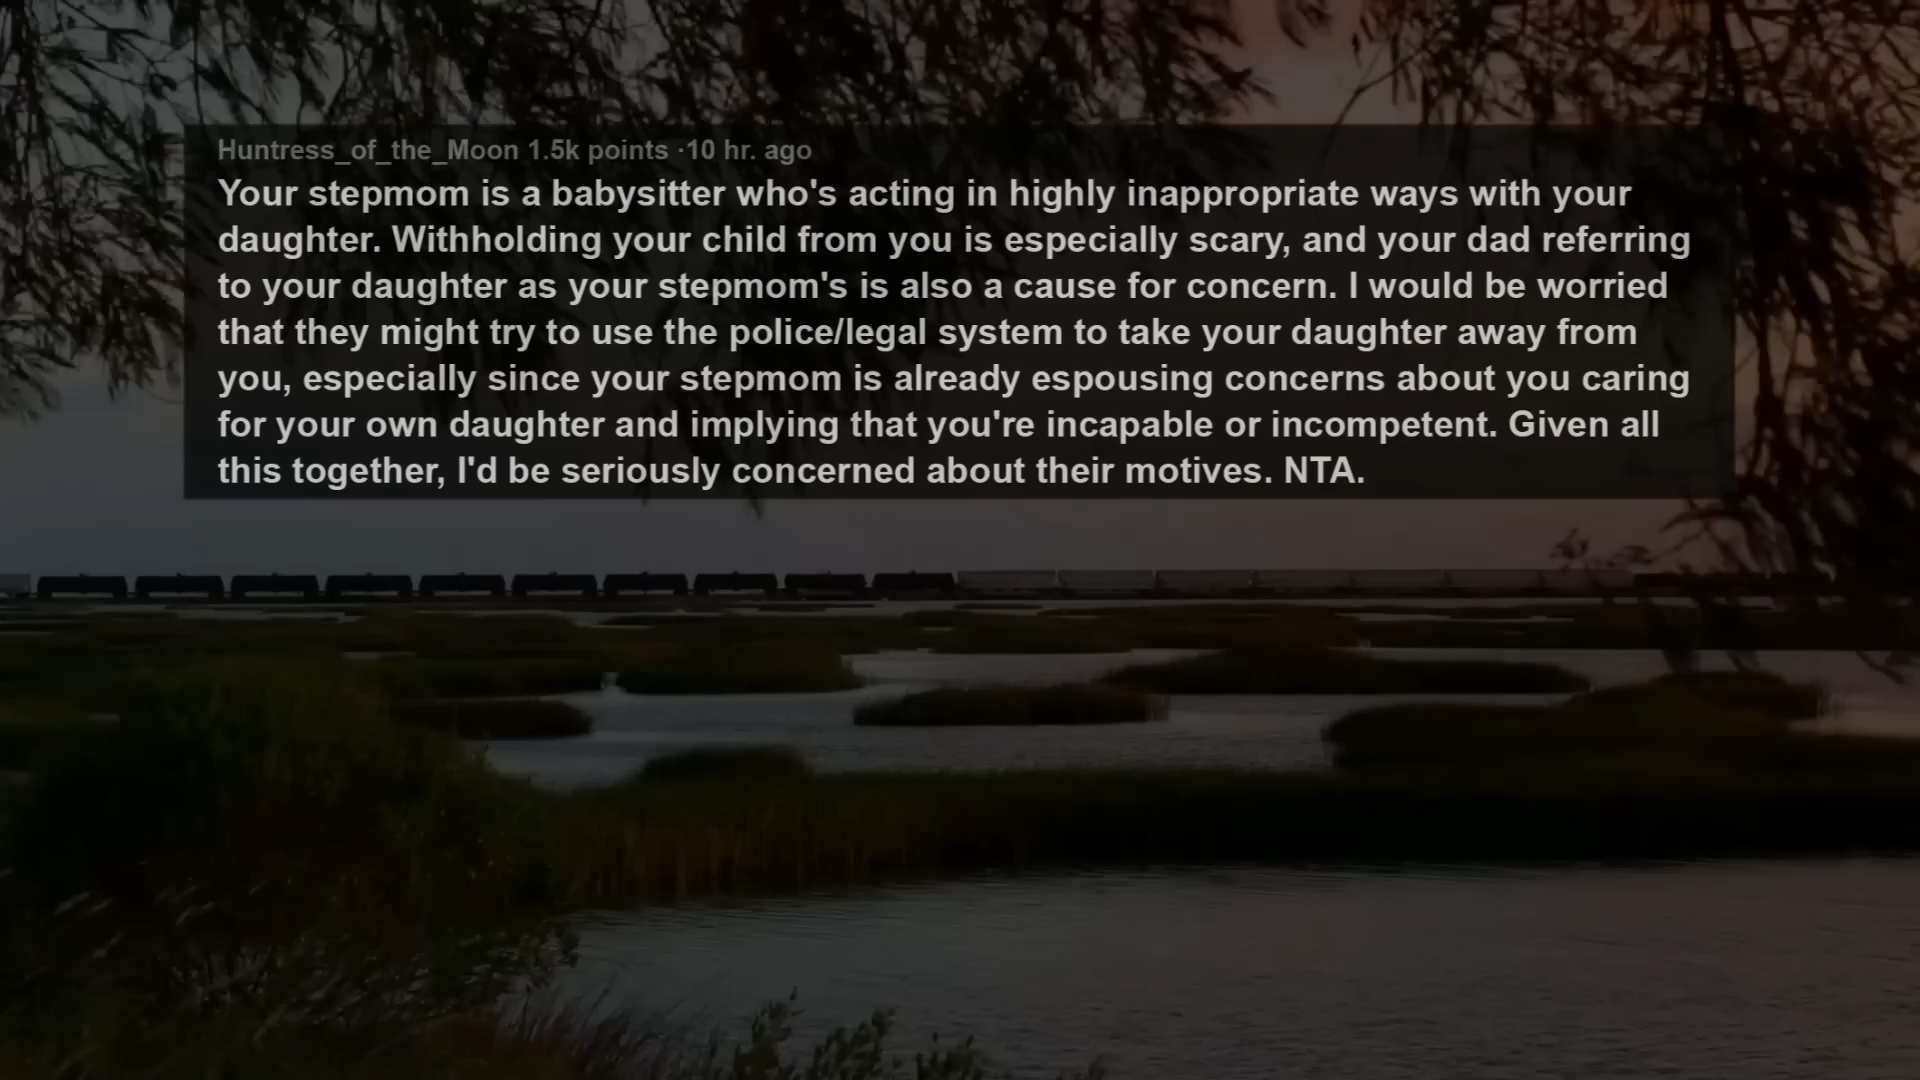 Huntress_of_the_Moon 1.5k points ·10 hr. ago
Your stepmom is a babysitter who's acting in highly inappropriate ways with your
daughter. Withholding your child from you is especially scary, and your dad referring
to your daughter as your stepmom's is also a cause for concern. I would be worried
that they might try to use the police/legal system to take your daughter away from
you, especially since your stepmom is already espousing concerns about you caring
for your own daughter and implying that you're incapable or incompetent. Given all
this together, I'd be seriously concerned about their motives. NTA.